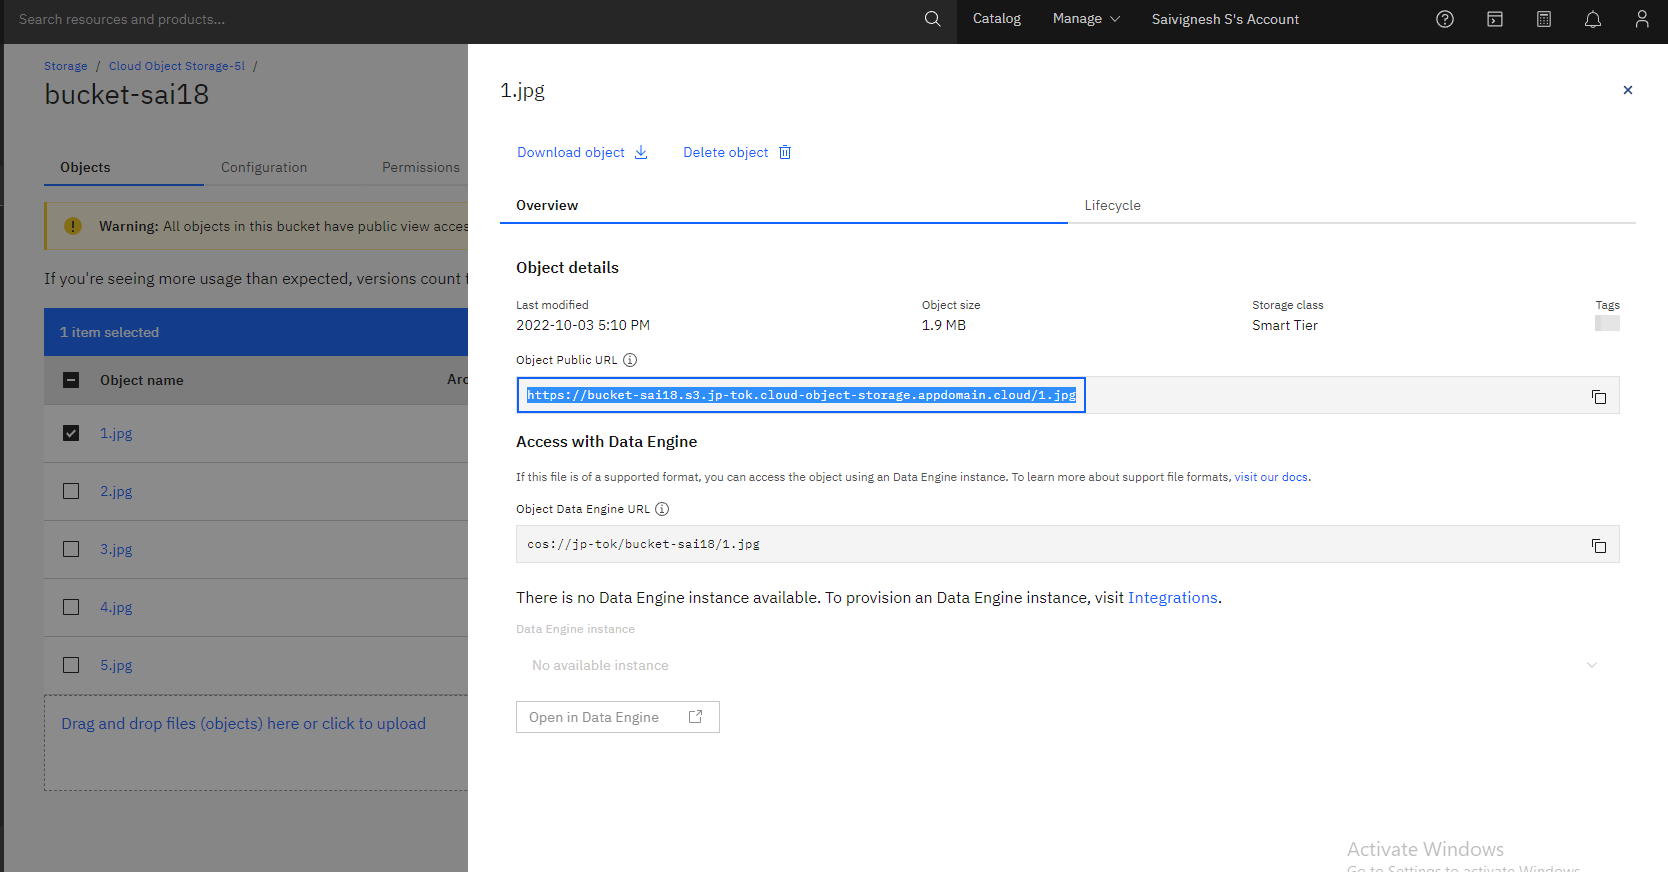 Search resources and products...
Catalog
Manage
Saivignesh S's Account
Storage / Cloud Object Storage-5l /
bucket-sai18
Objects
Configuration
Permissions
Warning: All objects in this bucket have public view
If you're seeing more usage than expected, versions count
1 item selected
Object name
1.jpg
2.jpg
3.jpg
4.jpg
5.jpg
Drag and drop files (objects) here or click to upload
1.jpg
Download object
Delete object
Overview
Lifecycle
Object details
Last modified
2022-10-03 5:10 PM
Object size
1.9 MB
Storage class
Smart Tier
Tags
Object Public URL
https://bucket-sai18.s3.jp-tok.cloud-object-storage.appdomain.cloud/1.jpg
Access with Data Engine
If this file is of a supported format, you can access the object using an Data Engine instance. To learn more about support file formats, visit our docs.
Object Data Engine URL
cos://jp-tok/bucket-sai18/1.jpg
There is no Data Engine instance available. To provision an Data Engine instance, visit Integrations.
Data Engine instance
No available instance
Open in Data Engine
Activate Windows
Go to Settings to activate Windows